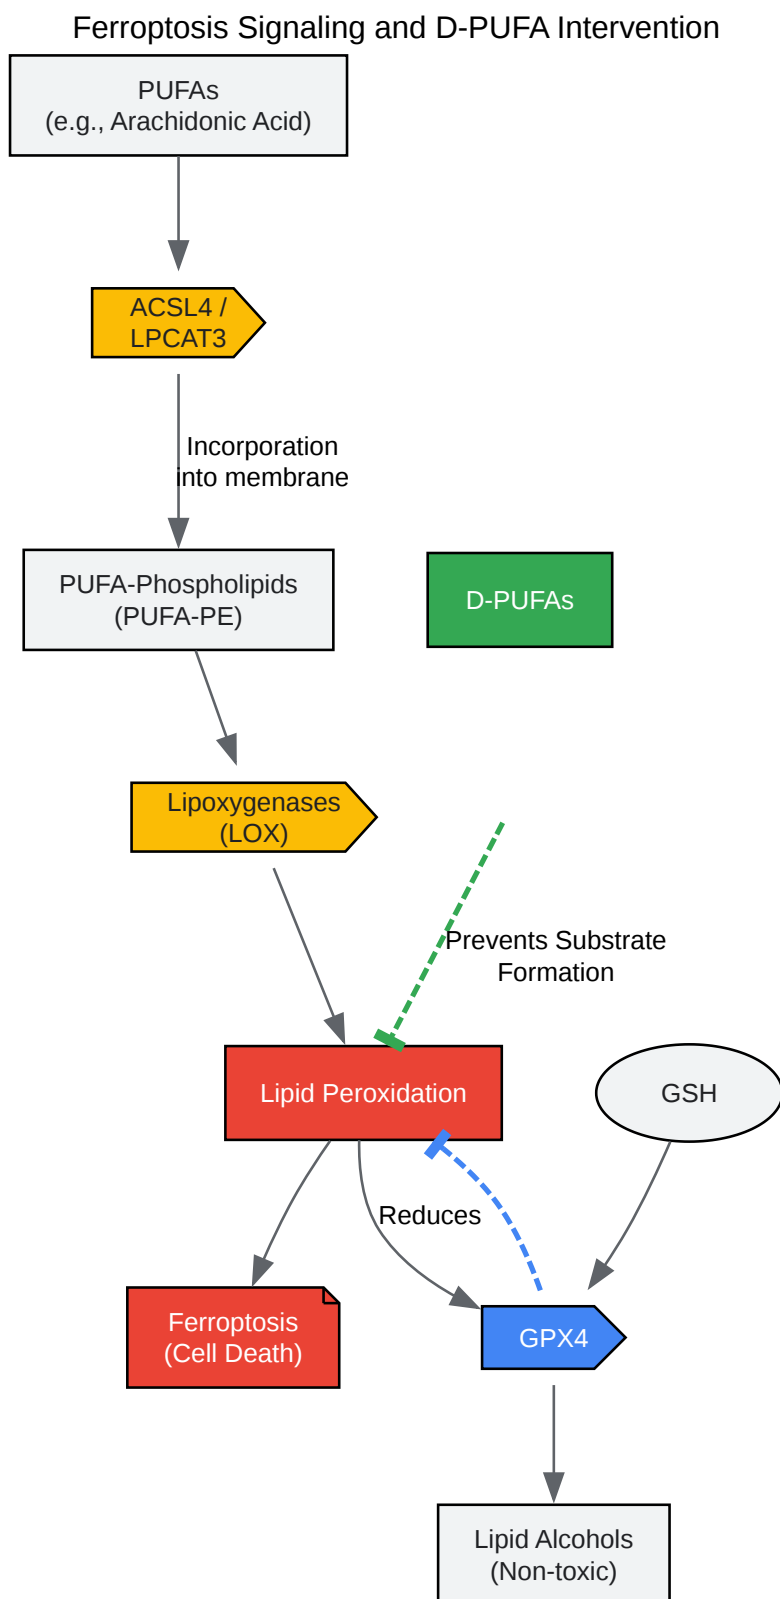 Ferroptosis Signaling and D-PUFA Intervention
PUFAs
(e.g., Arachidonic Acid)
ACSL4 /
LPCAT3
Incorporation
into membrane
PUFA-Phospholipids
(PUFA-PE)
D-PUFAs
Lipoxygenases
(LOX)
Prevents Substrate
Formation
Lipid Peroxidation
GSH
Reduces
Ferroptosis
(Cell Death)
GPX4
Lipid Alcohols
(Non-toxic)